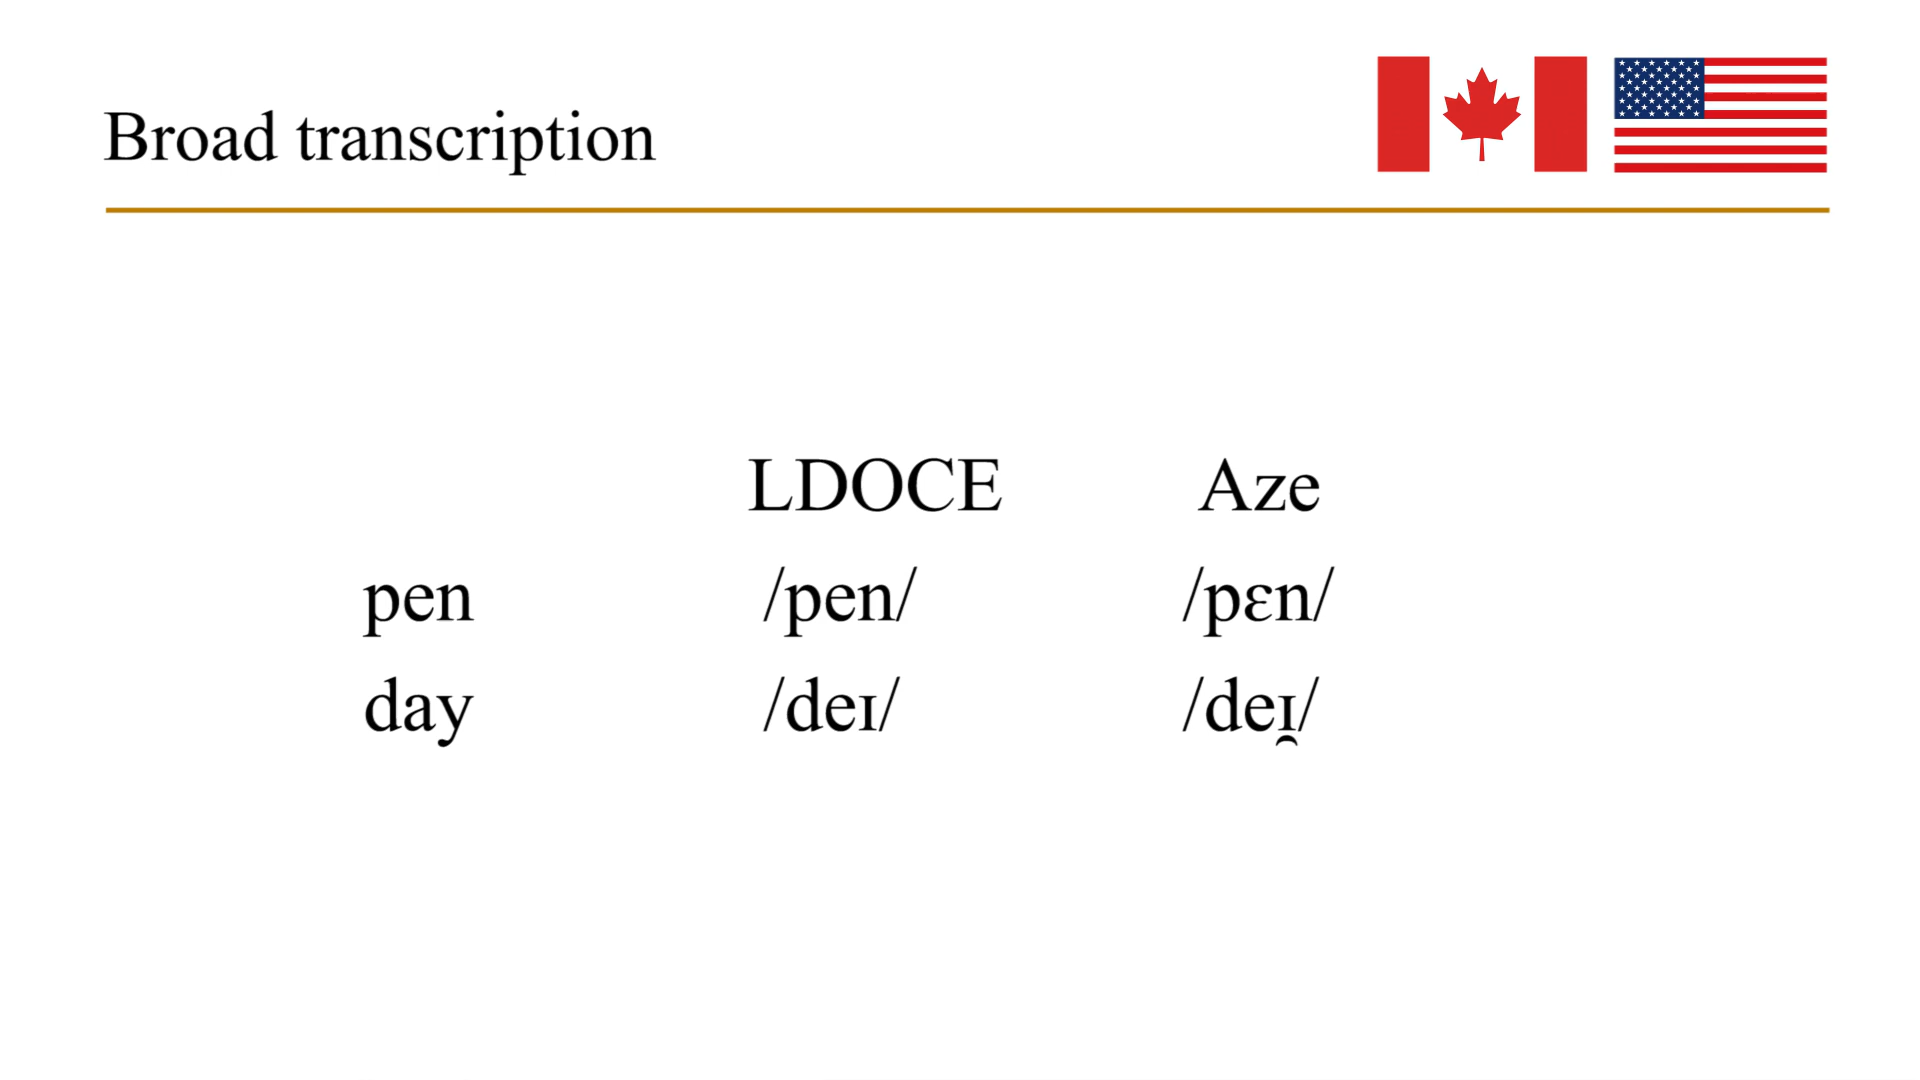 Broad transcription
LDOCE Aze
pen /pen/ /pɛn/
day /deɪ/ /deɪ̯/